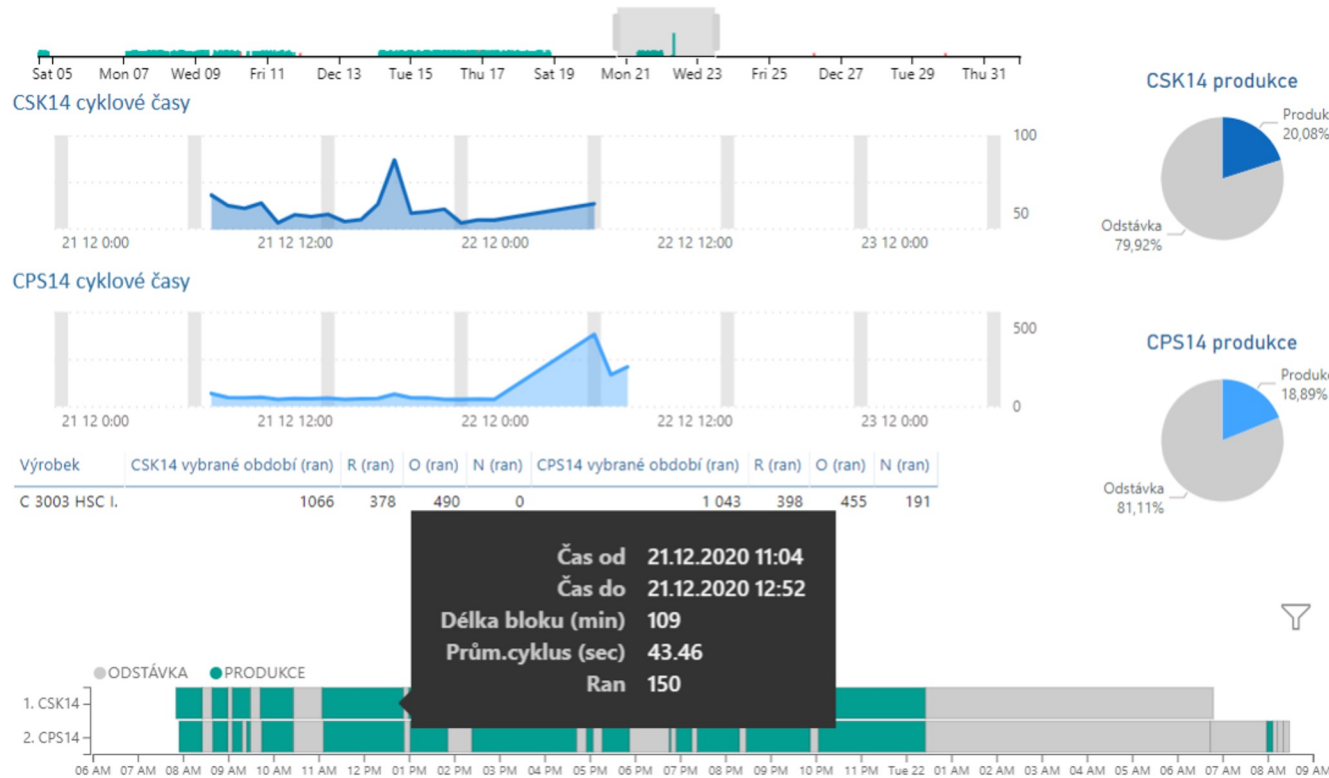 Sat 05 Mon 07 Wed 09 Fri 11 Dec 13 Tue 15 Thu 17 Sat 19 Mon 21 Wed 23 Fri 25 Dec 27 Tue 29 Thu 31
CSK14 cyklové časy
100
50
21 12 0:00 21 12 12:00 22 12 0:00 22 12 12:00 23 12 0:00
CSK14 produkce
Produk
20,08%
Odstávka
79,92%
CPS14 cyklové časy
500
0
21 12 0:00 21 12 12:00 22 12 0:00 22 12 12:00 23 12 0:00
CPS14 produkce
Produkc
18,89%
Odstávka
81,11%
Výrobek CSK14 vybrané období (ran) R (ran) O (ran) N (ran) CPS14 vybrané období (ran) R (ran) O (ran) N (ran)
C 3003 HSC I. 1066 378 490 0 1 043 398 455 191
Čas od 21.12.2020 11:04
Čas do 21.12.2020 12:52
Délka bloku (min) 109
Prům.cyklus (sec) 43.46
Ran 150
ODSTÁVKA PRODUKCE
1. CSK14
2. CPS14
06 AM 07 AM 08 AM 09 AM 10 AM 11 AM 12 PM 01 PM 02 PM 03 PM 04 PM 05 PM 06 PM 07 PM 08 PM 09 PM 10 PM 11 PM Tue 22 01 AM 02 AM 03 AM 04 AM 05 AM 06 AM 07 AM 08 AM 09 AM